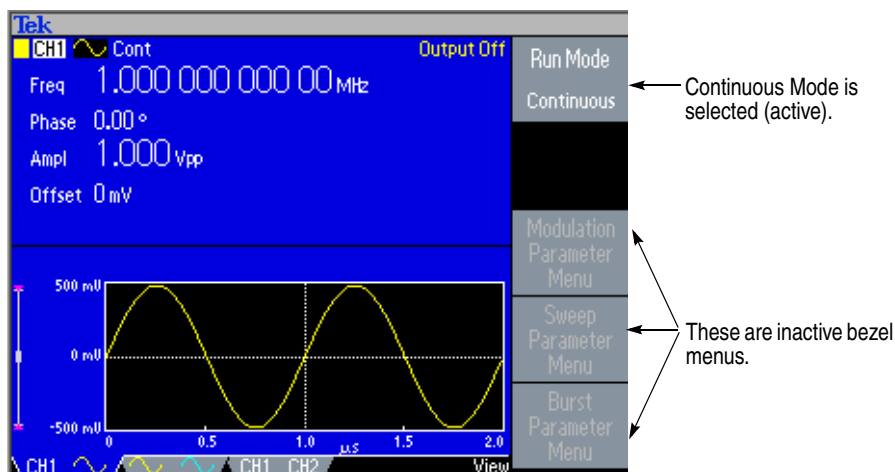 Tek
CH1 Cont Output Off
Freq 1.000 000 000 00 MHz
Phase 0.00 °
Ampl 1.000 Vpp
Offset 0 mV
Run Mode
Continuous
Modulation
Parameter
Menu
Sweep
Parameter
Menu
Burst
Parameter
Menu
500 mV
0 mV
-500 mV
0 0.5 1.0 µs 1.5 2.0
CH1 CH1 CH2 View
Continuous Mode is
selected (active).
These are inactive bezel
menus.